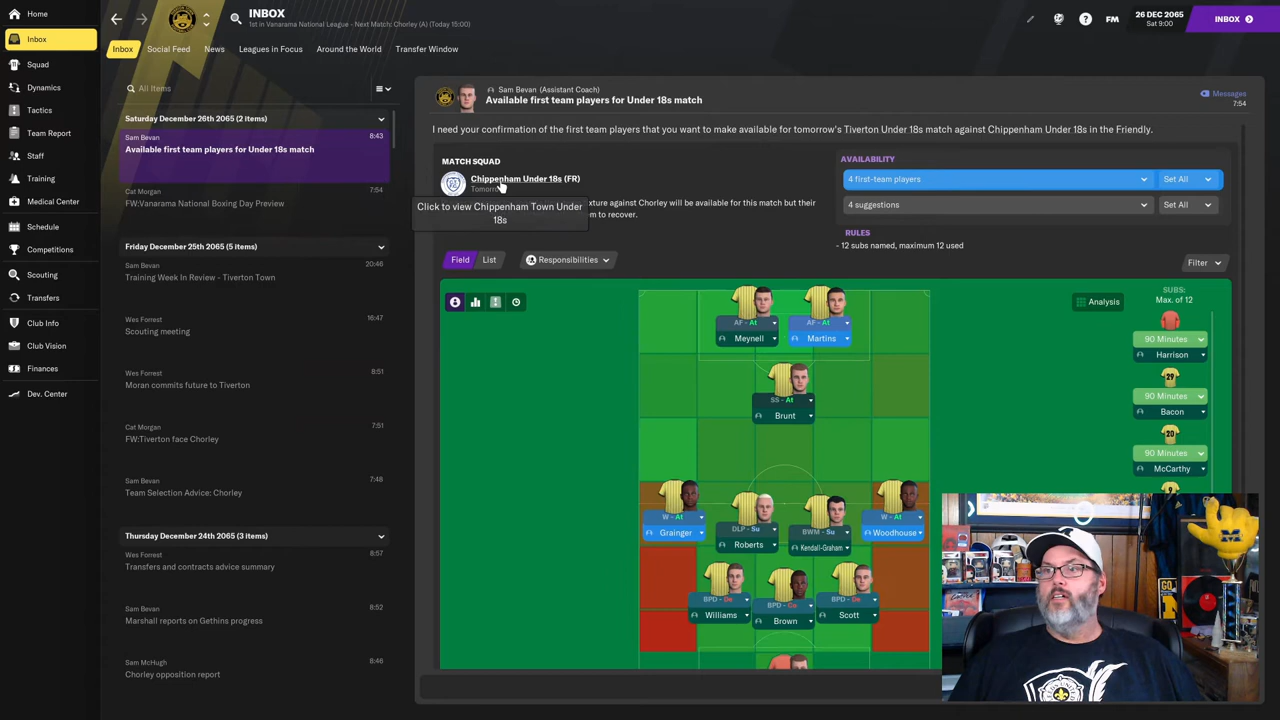 Home
Inbox
Squad
Dynamics
Tactics
Team Report
Staff
Training
Medical Center
Schedule
Competitions
Scouting
Transfers
Club Info
Club Vision
Finances
Dev. Center
INBOX
1st in Vanarama National League - Next Match: Chorley (A) (Today 15:00)
26 DEC 2065
Sat 9:00
FM
INBOX
Inbox
Social Feed
News
Leagues in Focus
Around the World
Transfer Window
All Items
Saturday December 26th 2065 (2 items)
Sam Bevan
8:43
Available first team players for Under 18s match
Cat Morgan
7:54
FW:Vanarama National Boxing Day Preview
Friday December 25th 2065 (5 items)
Sam Bevan
20:46
Training Week In Review - Tiverton Town
Wes Forrest
16:47
Scouting meeting
Wes Forrest
8:51
Moran commits future to Tiverton
Cat Morgan
7:51
FW:Tiverton face Chorley
Sam Bevan
7:48
Team Selection Advice: Chorley
Thursday December 24th 2065 (3 items)
Wes Forrest
8:57
Transfers and contracts advice summary
Sam Bevan
8:52
Marshall reports on Gethins progress
Sam McHugh
8:46
Chorley opposition report
Sam Bevan (Assistant Coach)
Available first team players for Under 18s match
Messages
7:54
I need your confirmation of the first team players that you want to make available for tomorrow's Tiverton Under 18s match against Chippenham Under 18s in the Friendly.
MATCH SQUAD
Chippenham Under 18s (FR)
Tomorr
Click to view Chippenham Town Under
18s
xture against Chorley will be available for this match but their
m to recover.
AVAILABILITY
4 first-team players
Set All
4 suggestions
Set All
RULES
- 12 subs named, maximum 12 used
Field
List
Responsibilities
Filter
Analysis
SUBS:
Max. of 12
AF - At
Meynell
AF - At
Martins
SS - At
Brunt
W - At
Grainger
DLP - Su
Roberts
BWM - Su
Kendall-Graham
W - At
Woodhouse
BPD - Co
Williams
BPD - Co
Brown
BPD - Co
Scott
90 Minutes
Harrison
29
90 Minutes
Bacon
20
90 Minutes
McCarthy
9
GO